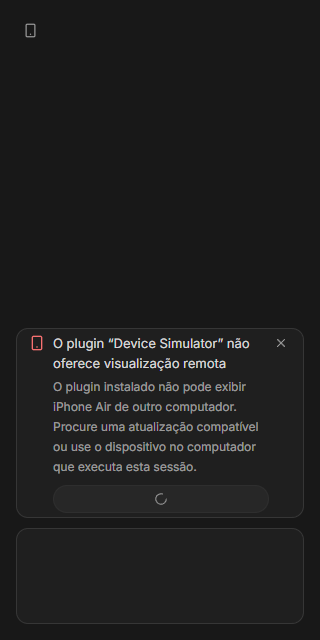 O plugin “Device Simulator” não
oferece visualização remota
O plugin instalado não pode exibir
iPhone Air de outro computador.
Procure uma atualização compatível
ou use o dispositivo no computador
que executa esta sessão.